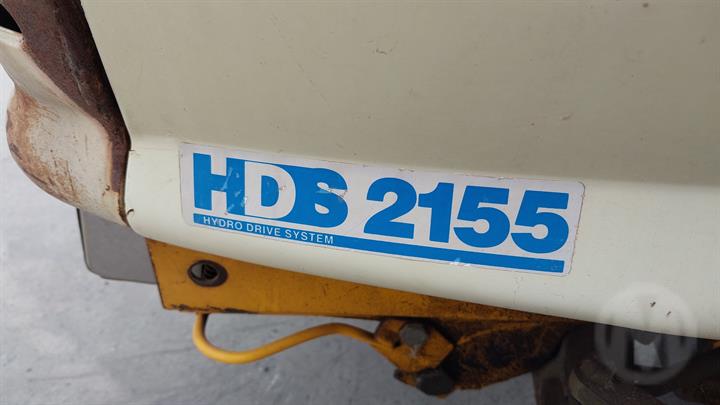 HDS 2155
HYDRO DRIVE SYSTEM